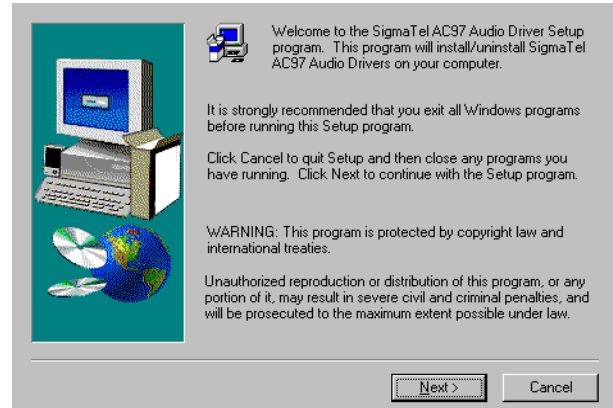 Welcome to the SigmaTel AC97 Audio Driver Setup
program. This program will install/uninstall SigmaTel
AC97 Audio Drivers on your computer.
It is strongly recommended that you exit all Windows programs
before running this Setup program.
Click Cancel to quit Setup and then close any programs you
have running. Click Next to continue with the Setup program.
WARNING: This program is protected by copyright law and
international treaties.
Unauthorized reproduction or distribution of this program, or any
portion of it, may result in severe civil and criminal penalties, and
will be prosecuted to the maximum extent possible under law.
Next >
Cancel